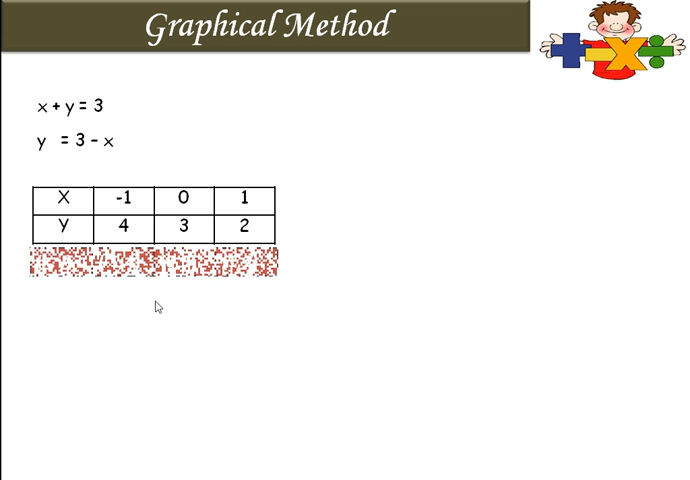 Graphical Method
x + y = 3
y = 3 - x
X -1 0 1
Y 4 3 2